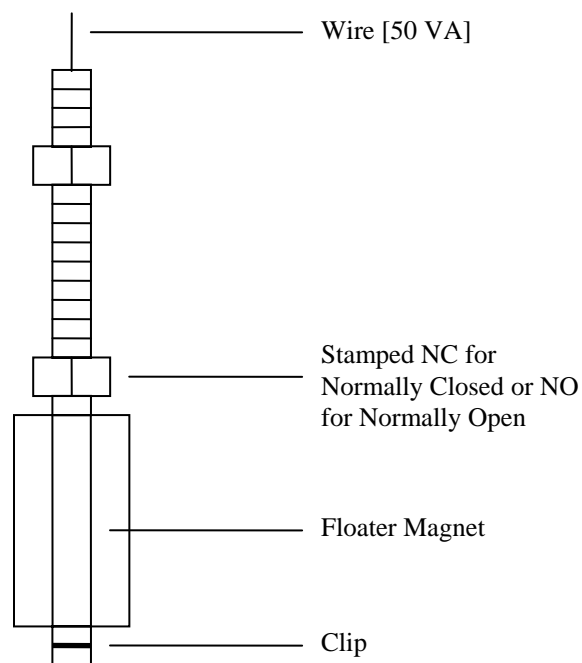 Wire [50 VA]
Stamped NC for
Normally Closed or NO
for Normally Open
Floater Magnet
Clip